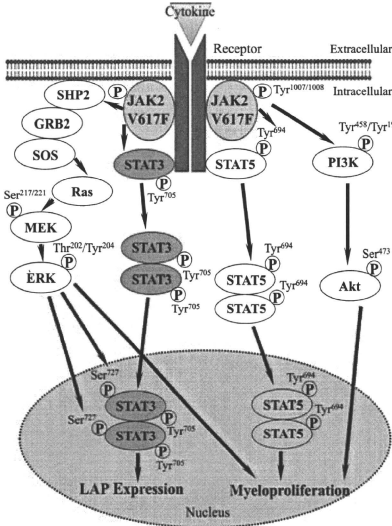 Cytokine
Receptor
Extracellular
Intracellular
SHP2
P
JAK2
V617F
JAK2
V617F
P
Tyr1007/1008
GRB2
SOS
Ras
STAT3
P
Tyr705
Tyr694
P
STAT5
Tyr458/Tyr1
P
PI3K
Ser217/221
P
MEK
Thr202/Tyr204
P
ERK
STAT3
P
Tyr705
STAT3
P
Tyr705
Tyr694
P
STAT5
Tyr694
P
STAT5
Ser473
P
Akt
Ser727
P
STAT3
P
Tyr705
Ser727
P
STAT3
P
Tyr705
Tyr694
P
STAT5
Tyr694
P
STAT5
LAP Expression
Myeloproliferation
Nucleus